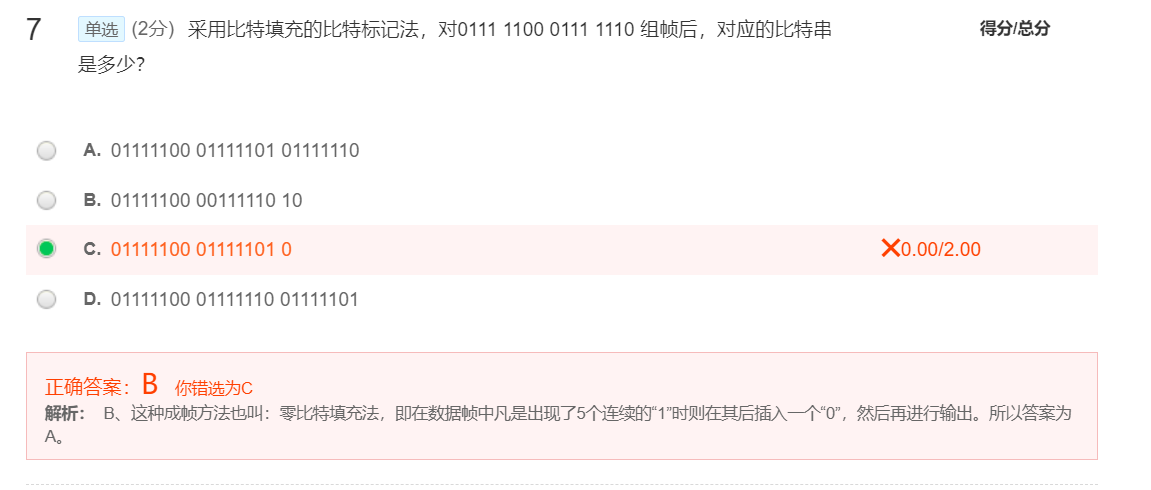 7 单选 (2分) 采用比特填充的比特标记法，对0111 1100 0111 1110 组帧后，对应的比特串 得分/总分
是多少？
A. 01111100 01111101 01111110
B. 01111100 00111110 10
C. 01111100 01111101 0 ✕0.00/2.00
D. 01111100 01111110 01111101
正确答案：B 你错选为C
解析： B、这种成帧方法也叫：零比特填充法，即在数据帧中凡是出现了5个连续的“1”时则在其后插入一个“0”，然后再进行输出。所以答案为
A。